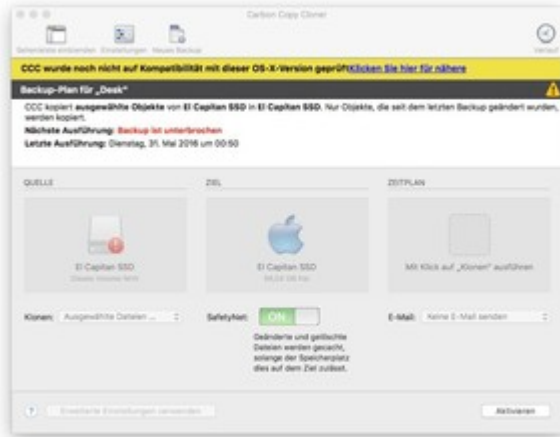 Carbon Copy Cloner
Seitenleiste einblenden Einstellungen Neues Backup
Verlauf
CCC wurde noch nicht auf Kompatibilität mit dieser OS-X-Version geprüftKlicken Sie hier für nähere
Backup-Plan für „Desk“
CCC kopiert ausgewählte Objekte von El Capitan SSD in El Capitan SSD. Nur Objekte, die seit dem letzten Backup geändert wurden,
werden kopiert.
Nächste Ausführung: Backup ist unterbrochen
Letzte Ausführung: Dienstag, 31. Mai 2016 um 00:50
QUELLE ZIEL ZEITPLAN
El Capitan SSD El Capitan SSD Mit Klick auf „Klonen“ ausführen
Klonen: Ausgewählte Dateien ... SafetyNet: ON E-Mail: Keine E-Mail senden
Geänderte und gelöschte
Dateien werden gecacht,
solange der Speicherplatz
dies auf dem Ziel zulässt.
? Erweiterte Einstellungen verwenden Aktivieren